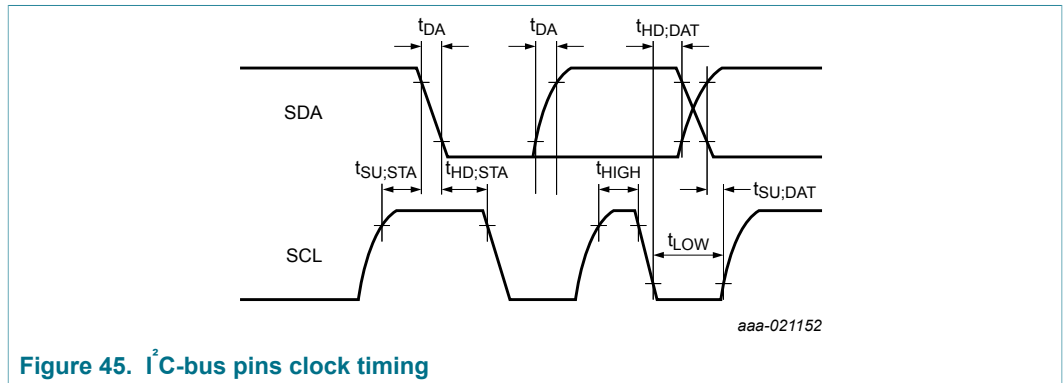 tDA tDA tHD;DAT
SDA
tSU;STA tHD;STA tHIGH tSU;DAT
SCL tLOW
aaa-021152
Figure 45. I²C-bus pins clock timing